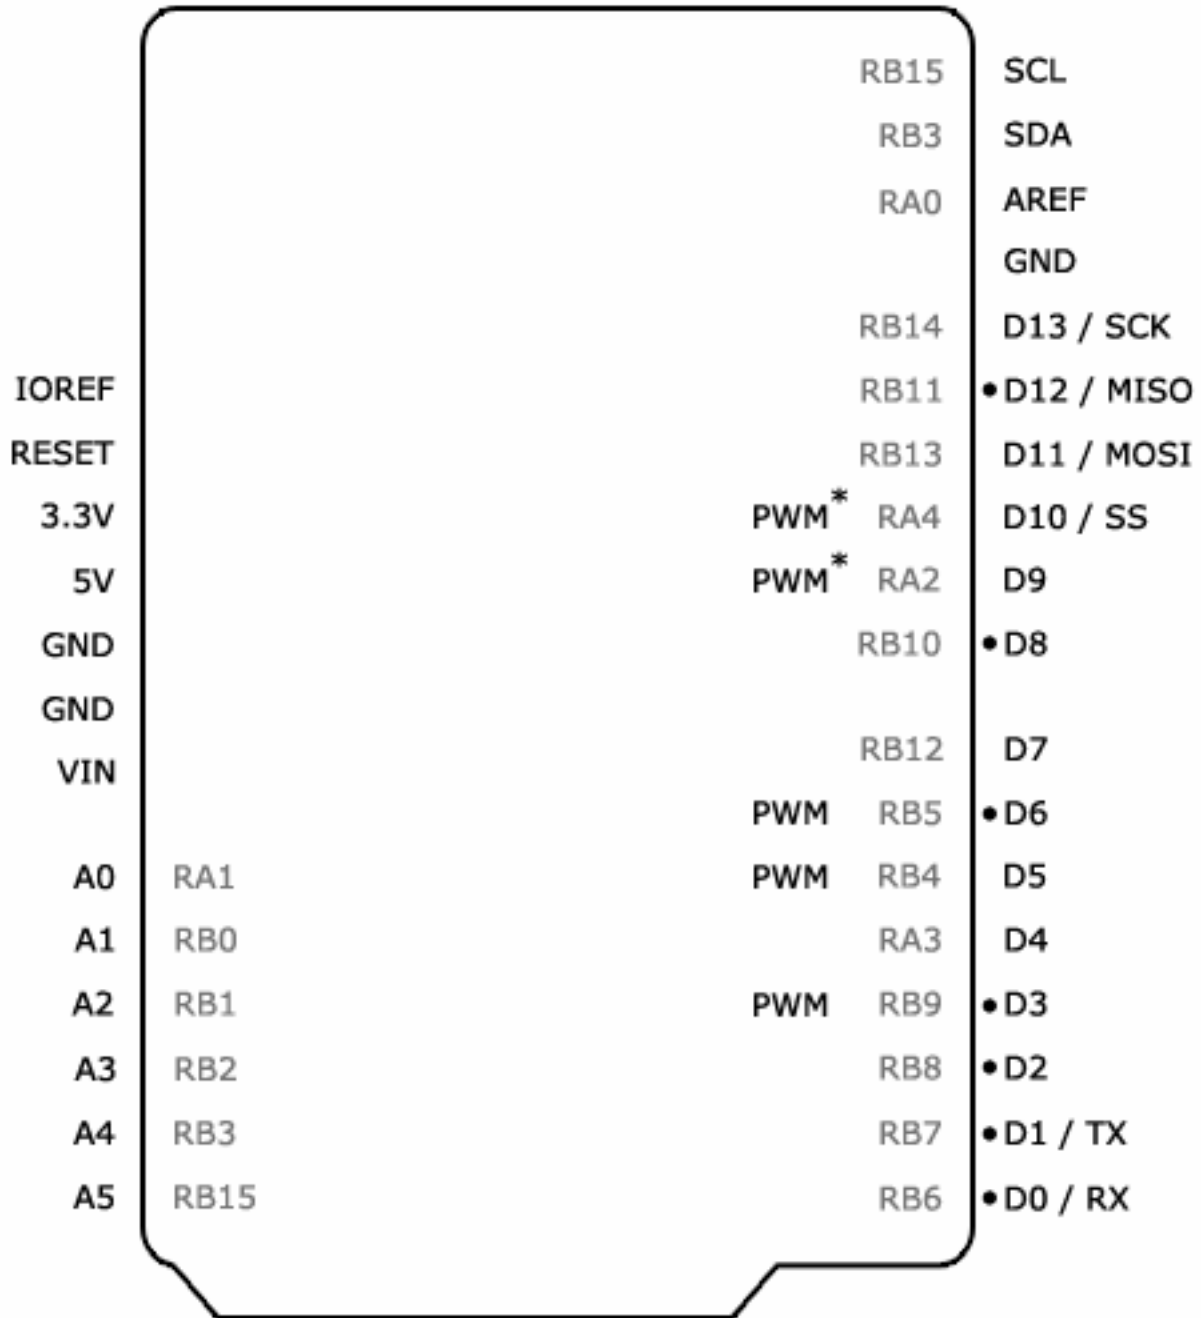 RB15 SCL
RB3 SDA
RA0 AREF
GND
RB14 D13 / SCK
IOREF RB11 •D12 / MISO
RESET RB13 D11 / MOSI
3.3V PWM* RA4 D10 / SS
5V PWM* RA2 D9
GND RB10 •D8
GND
RB12 D7
VIN
PWM RB5 •D6
A0 RA1 PWM RB4 D5
A1 RB0 RA3 D4
A2 RB1 PWM RB9 •D3
A3 RB2 RB8 •D2
A4 RB3 RB7 •D1 / TX
A5 RB15 RB6 •D0 / RX